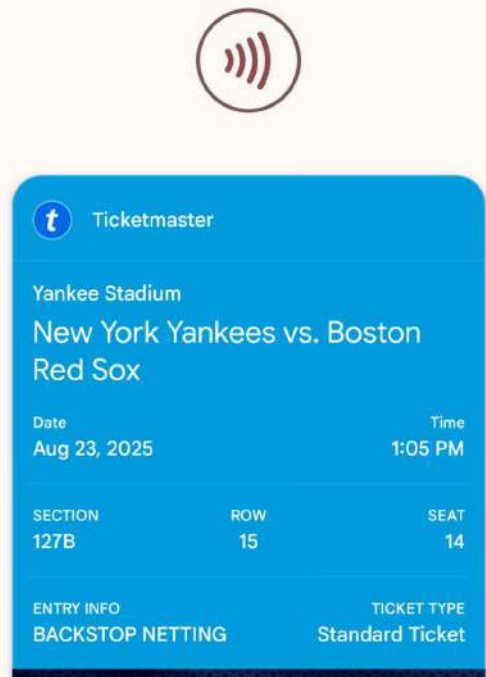 t Ticketmaster
Yankee Stadium
New York Yankees vs. Boston
Red Sox
Date Time
Aug 23, 2025 1:05 PM
SECTION ROW SEAT
127B 15 14
ENTRY INFO TICKET TYPE
BACKSTOP NETTING Standard Ticket